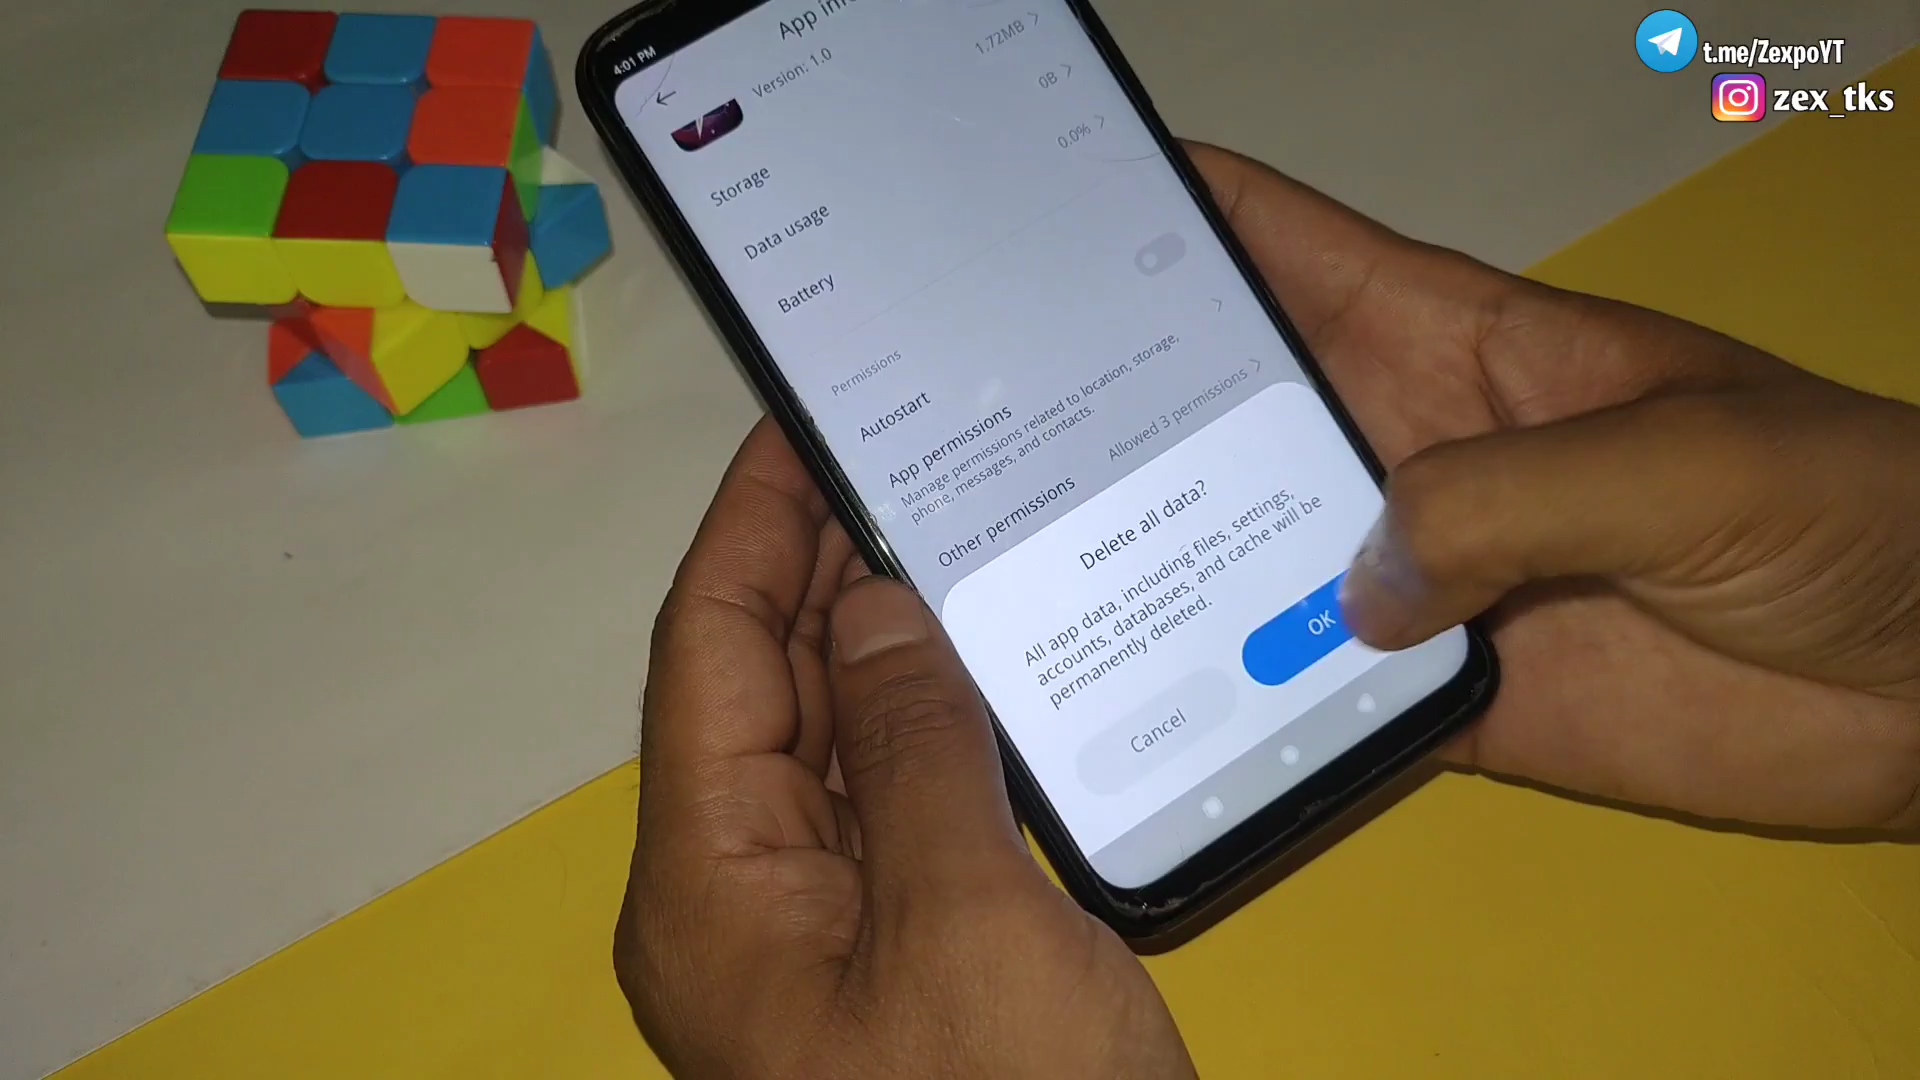 t.me/ZexpoYT
zex_tks
4:01 PM
App info
Version: 1.0
Storage
1.72MB
Data usage
0B
Battery
0.0%
Permissions
Autostart
App permissions
Manage permissions related to location, storage,
phone, messages, and contacts.
Other permissions
Allowed 3 permissions
Delete all data?
All app data, including files, settings,
accounts, databases, and cache will be
permanently deleted.
Cancel
OK